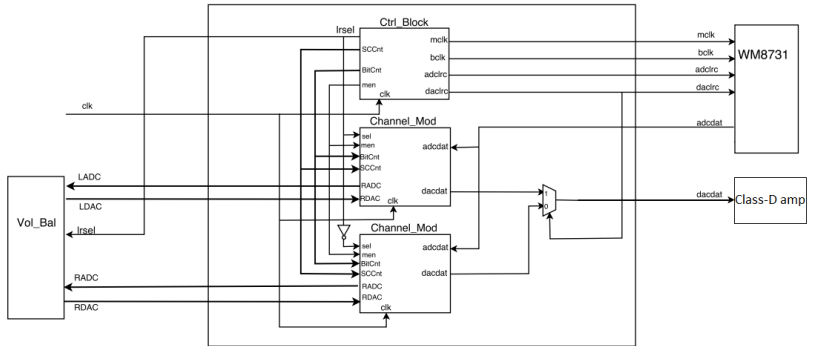 Ctrl_Block
lrsel
SCCnt
BitCnt
men
clk
mclk
bclk
adclrc
daclrc
mclk
bclk
adclrc
daclrc
adcdat
WM8731
clk
Channel_Mod
sel
men
BitCnt
SCCnt
RADC
RDAC
clk
adcdat
dacdat
LADC
LDAC
lrsel
Vol_Bal
RADC
RDAC
1
0
dacdat
Class-D amp
Channel_Mod
sel
men
BitCnt
SCCnt
RADC
RDAC
clk
adcdat
dacdat